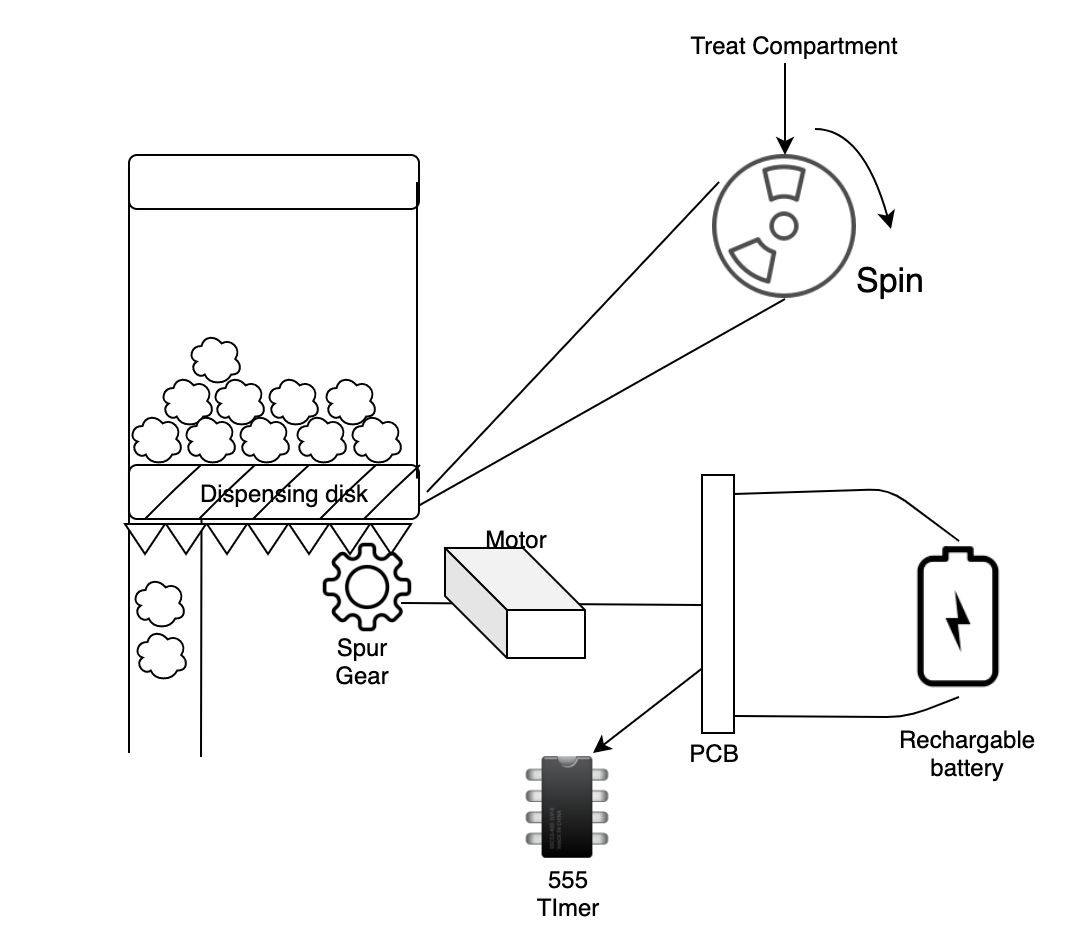 Treat Compartment
Spin
Dispensing disk
Motor
Spur
Gear
PCB
Rechargable
battery
555
TImer